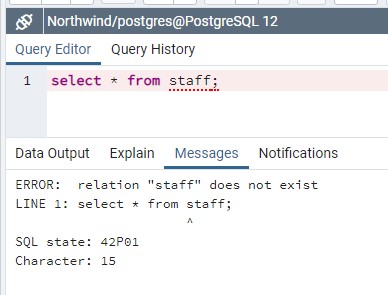 Northwind/postgres@PostgreSQL 12
Query Editor Query History
1 select * from staff;
Data Output Explain Messages Notifications
ERROR:  relation "staff" does not exist
LINE 1: select * from staff;
^
SQL state: 42P01
Character: 15